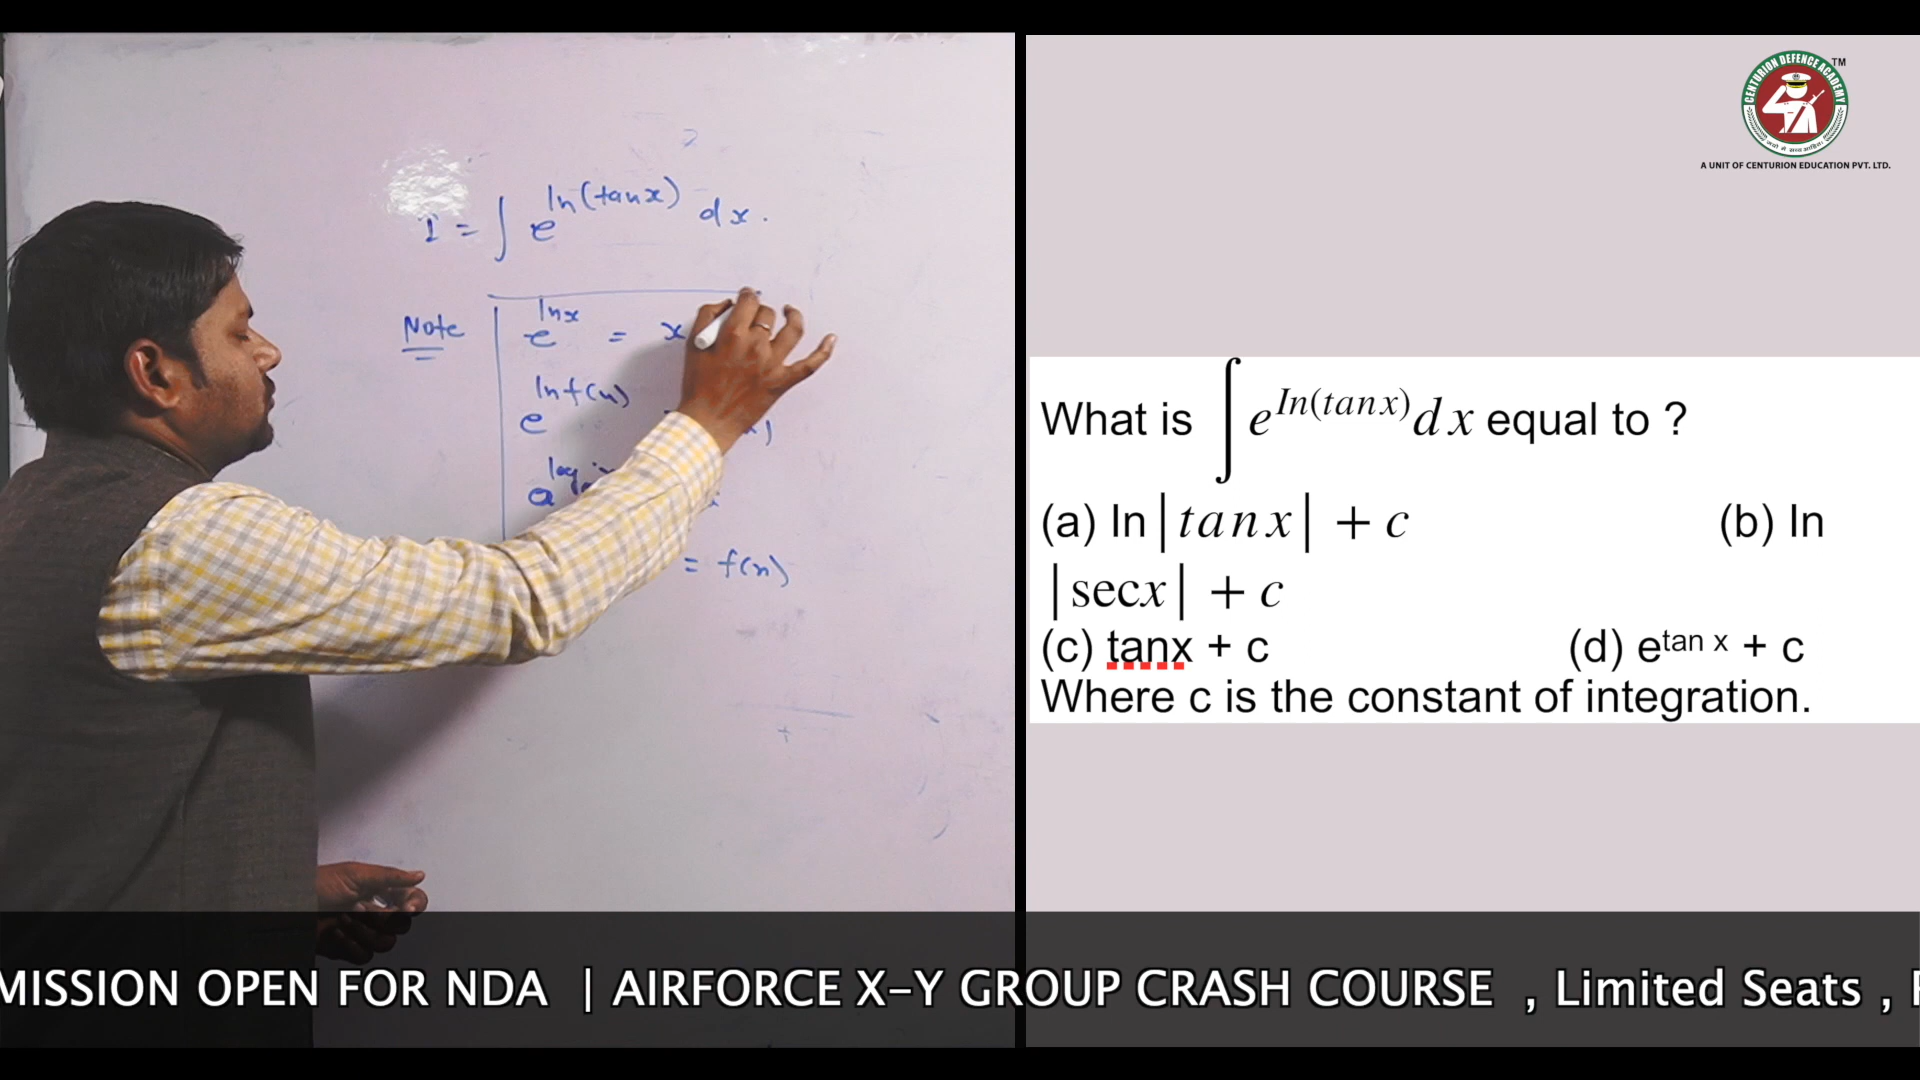 I = ∫ e^ln(tanx) dx.
Note
e^lnx = x
e^lnf(x)
= f(x)
CENTURION DEFENCE ACADEMY
TM
A UNIT OF CENTURION EDUCATION PVT. LTD.
What is ∫e^In(tanx) dx equal to ?
(a) In|tanx| + c (b) In
|secx| + c
(c) tanx + c (d) e^tan x + c
Where c is the constant of integration.
MISSION OPEN FOR NDA | AIRFORCE X-Y GROUP CRASH COURSE , Limited Seats ,